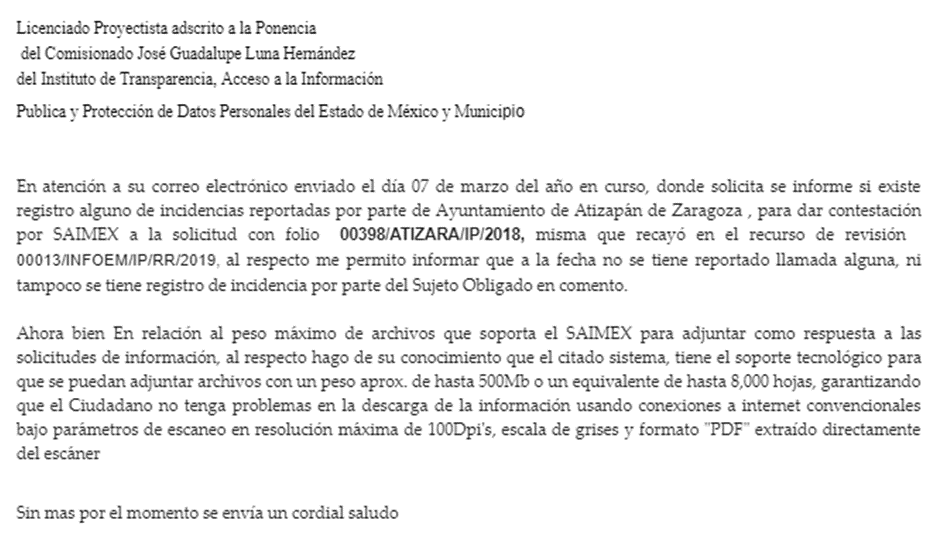 Licenciado Proyectista adscrito a la Ponencia
del Comisionado José Guadalupe Luna Hernández
del Instituto de Transparencia, Acceso a la Información
Publica y Protección de Datos Personales del Estado de México y Municipio
En atención a su correo electrónico enviado el día 07 de marzo del año en curso, donde solicita se informe si existe
registro alguno de incidencias reportadas por parte de Ayuntamiento de Atizapán de Zaragoza , para dar contestación
por SAIMEX a la solicitud con folio 00398/ATIZARA/IP/2018, misma que recayó en el recurso de revisión
00013/INFOEM/IP/RR/2019, al respecto me permito informar que a la fecha no se tiene reportado llamada alguna, ni
tampoco se tiene registro de incidencia por parte del Sujeto Obligado en comento.
Ahora bien En relación al peso máximo de archivos que soporta el SAIMEX para adjuntar como respuesta a las
solicitudes de información, al respecto hago de su conocimiento que el citado sistema, tiene el soporte tecnológico para
que se puedan adjuntar archivos con un peso aprox. de hasta 500Mb o un equivalente de hasta 8,000 hojas, garantizando
que el Ciudadano no tenga problemas en la descarga de la información usando conexiones a internet convencionales
bajo parámetros de escaneo en resolución máxima de 100Dpi's, escala de grises y formato "PDF" extraído directamente
del escáner
Sin mas por el momento se envía un cordial saludo